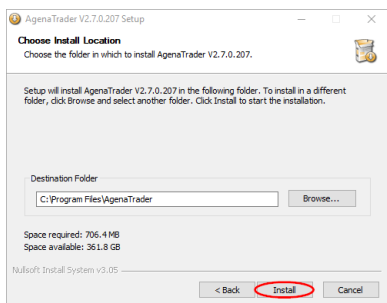 AgenaTrader V2.7.0.207 Setup
Choose Install Location
Choose the folder in which to install AgenaTrader V2.7.0.207.
Setup will install AgenaTrader V2.7.0.207 in the following folder. To install in a different
folder, click Browse and select another folder. Click Install to start the installation.
Destination Folder
C:\Program Files\AgenaTrader
Browse...
Space required: 706.4 MB
Space available: 361.8 GB
Nullsoft Install System v3.05
< Back
Install
Cancel